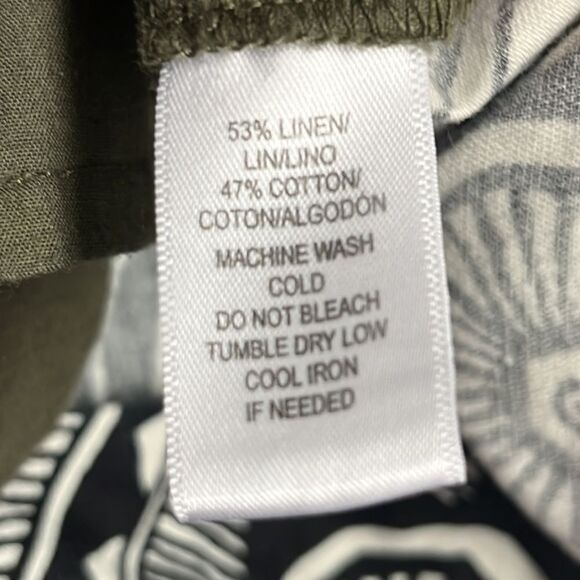 53% LINEN/
LIN/LINO
47% COTTON/
COTON/ALGODÓN
MACHINE WASH
COLD
DO NOT BLEACH
TUMBLE DRY LOW
COOL IRON
IF NEEDED